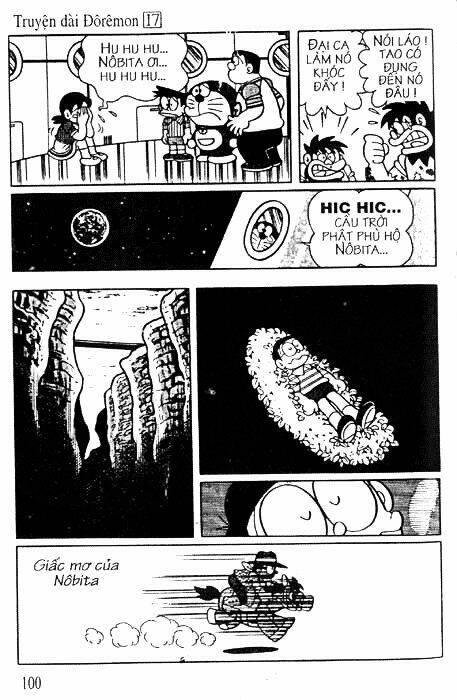 Truyện dài Đôrêmon 17
HU HU HU...
NÔBITA ƠI...
HU HU HU...
ĐẠI CA
LÀM NÓ
KHÓC
ĐẤY !
NÓI LÁO !
TAO CÓ
ĐỤNG
ĐẾN NÓ
ĐÂU !
HIC HIC...
CẦU TRỜI
PHẬT PHÙ HỘ
NÔBITA...
Giấc mơ của
Nôbita
100